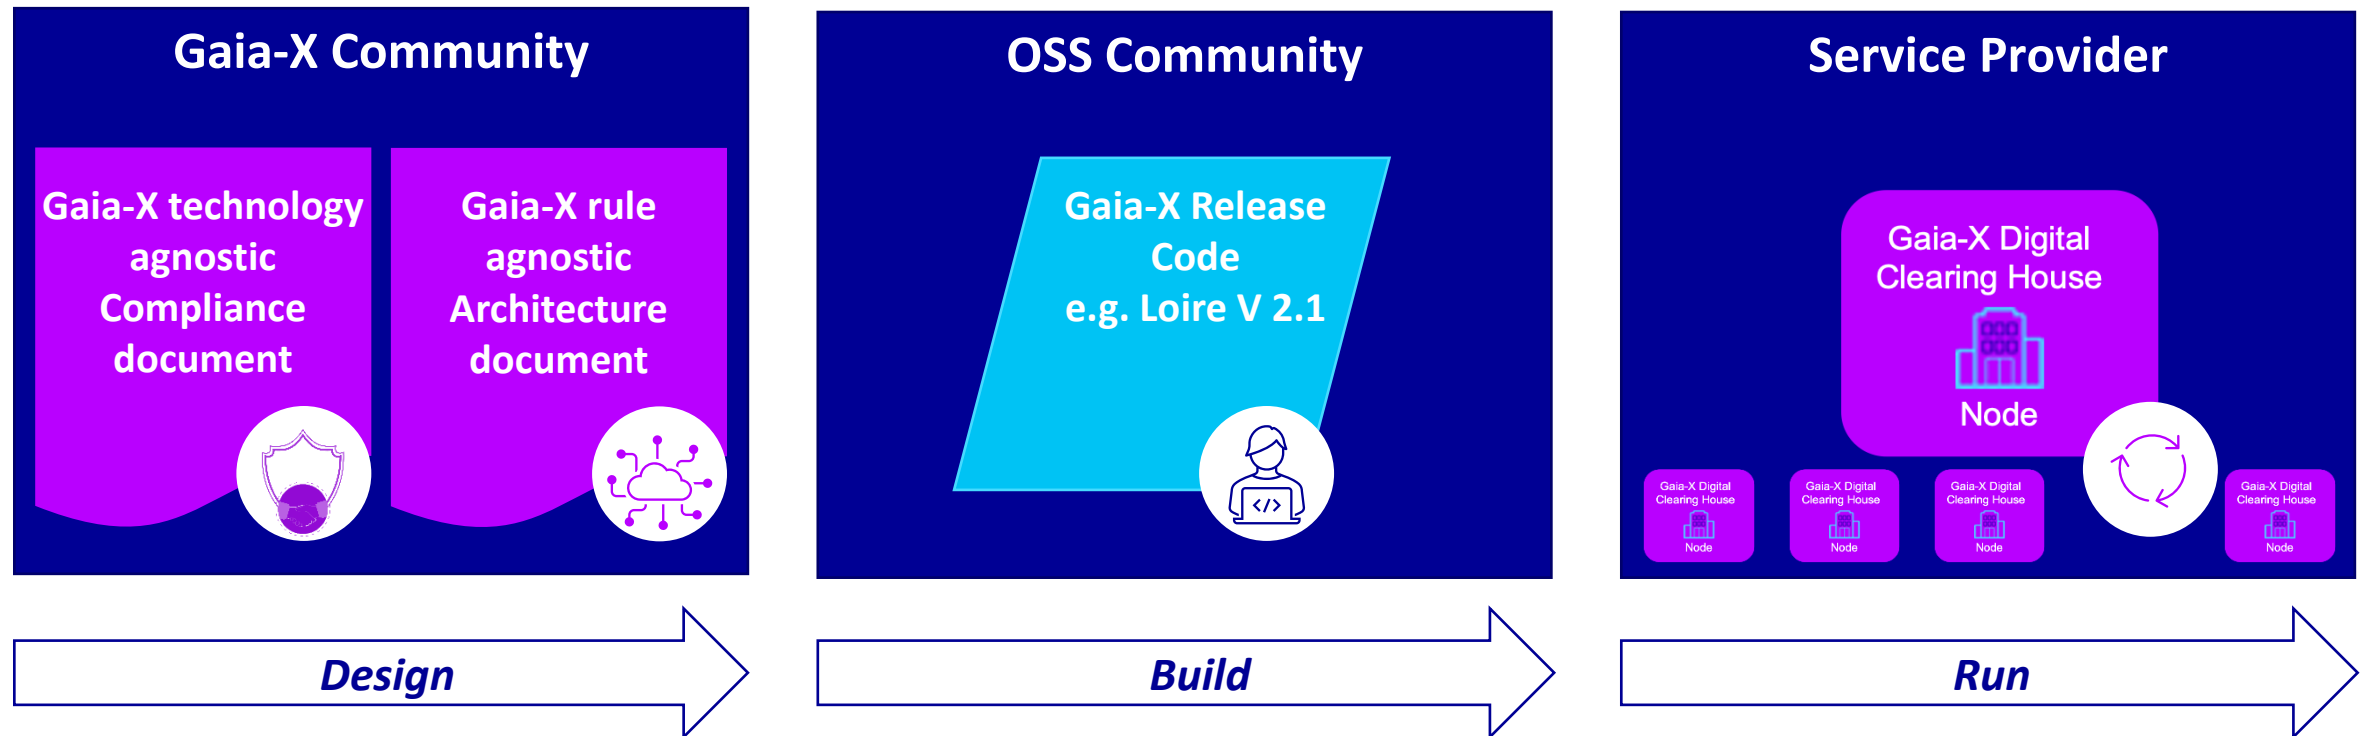 Gaia-X Community
Gaia-X technology
agnostic
Compliance
document
Gaia-X rule
agnostic
Architecture
document
Design
OSS Community
Gaia-X Release
Code
e.g. Loire V 2.1
</>
Build
Service Provider
Gaia-X Digital
Clearing House
Node
Gaia-X Digital
Clearing House
Node
Gaia-X Digital
Clearing House
Node
Gaia-X Digital
Clearing House
Node
Gaia-X Digital
Clearing House
Node
Run